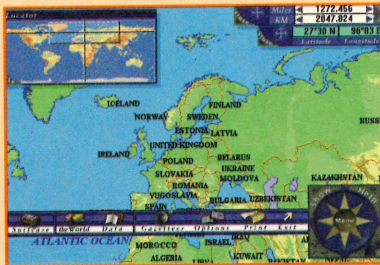 Locator
Miles 1272.456
KM 2047.824
27°30 N 96°03 E
Latitude Longitude
ICELAND
FINLAND
NORWAY SWEDEN
ESTONIA LATVIA
UNITED KINGDOM
IRELAND
BELARUS
POLAND
UKRAINE
SLOVAKIA MOLDOVA
KAZAKHSTAN
ROMANIA
YUGOSLAVIA
BULGARIA UZBEKISTAN
SPAIN
Menu
Suitcase the World Data Gazetteer Options Print Exit
ATLANTIC OCEAN
MOROCCO ISRAEL IRAQ
ALGERIA KUWAIT